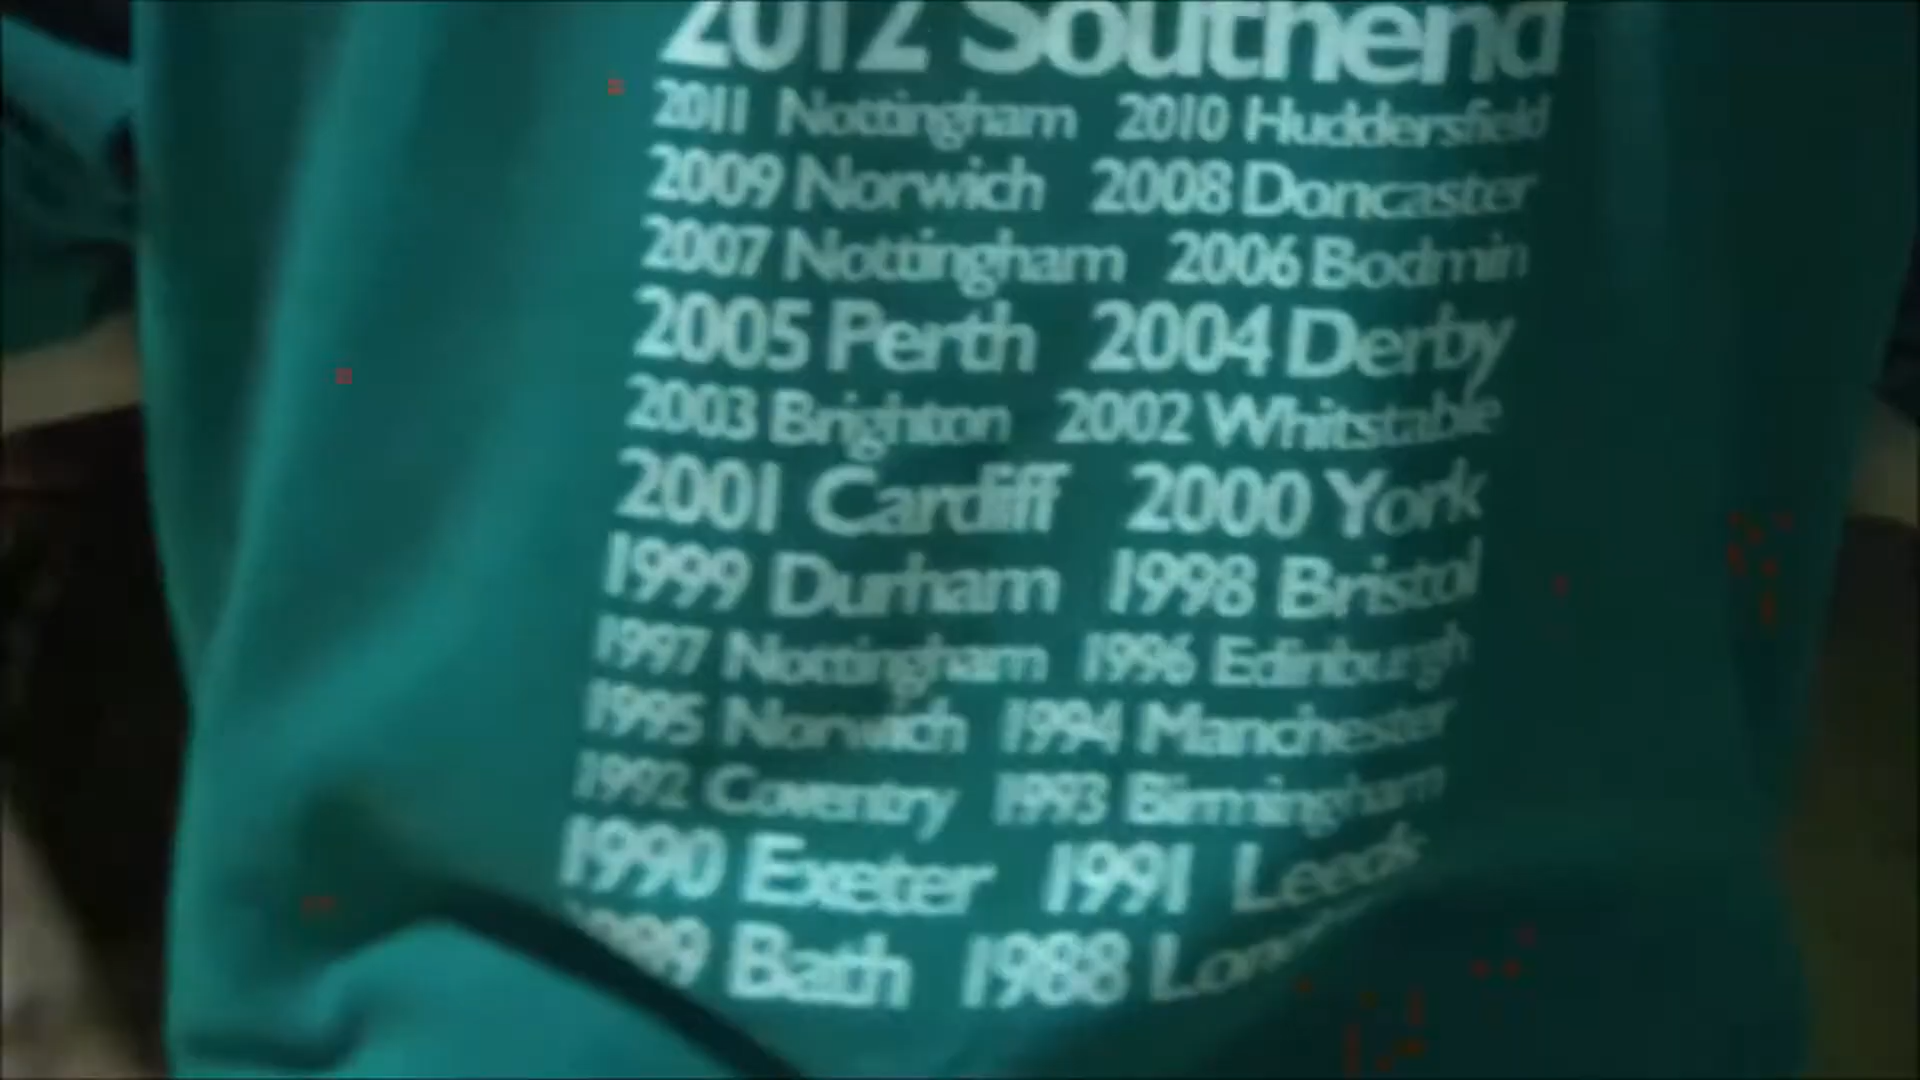 2012 Southend
2011 Nottingham 2010 Huddersfield
2009 Norwich 2008 Doncaster
2007 Nottingham 2006 Bodmin
2005 Perth 2004 Derby
2003 Brighton 2002 Whitstable
2001 Cardiff 2000 York
1999 Durham 1998 Bristol
1997 Nottingham 1996 Edinburgh
1995 Norwich 1994 Manchester
1992 Coventry 1993 Birmingham
1990 Exeter 1991 Leeds
Bath 1988